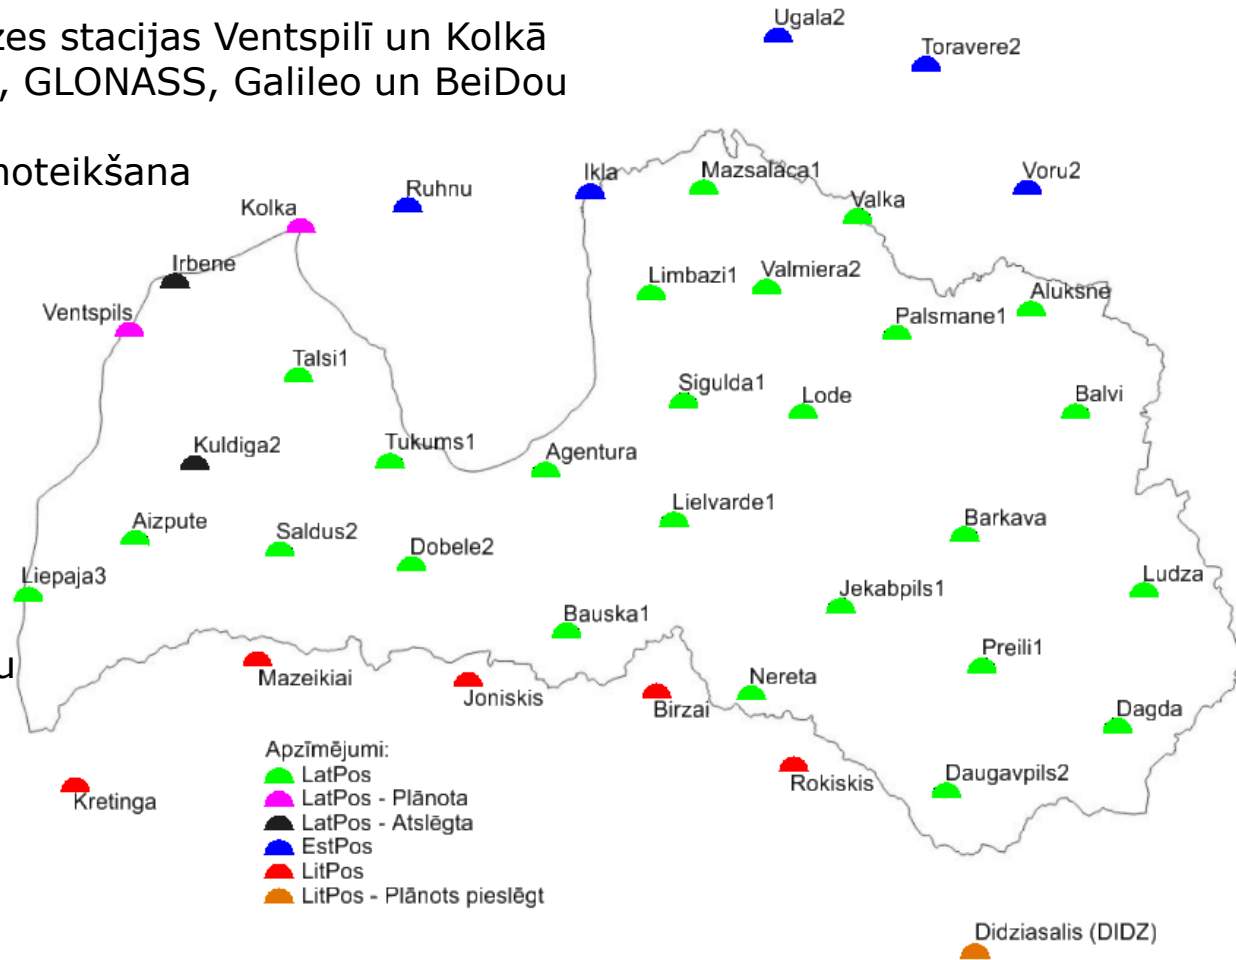 zes stacijas Ventspilī un Kolkā
, GLONASS, Galileo un BeiDou
noteikšana
u
Ugala2
Toravere2
Ikla
Mazsalaca1
Voru2
Ruhnu
Kolka
Valka
Irbene
Limbazi1
Valmiera2
Aluksne
Ventspils
Palsmane1
Talsi1
Sigulda1
Lode
Balvi
Kuldiga2
Tukums1
Agentura
Aizpute
Saldus2
Dobele2
Lielvarde1
Barkava
Liepaja3
Jekabpils1
Ludza
Bauska1
Preili1
Mazeikiai
Joniskis
Birzai
Nereta
Dagda
Kretinga
Rokiskis
Daugavpils2
Apzīmējumi:
LatPos
LatPos - Plānota
LatPos - Atslēgta
EstPos
LitPos
LitPos - Plānots pieslēgt
Didziasalis (DIDZ)